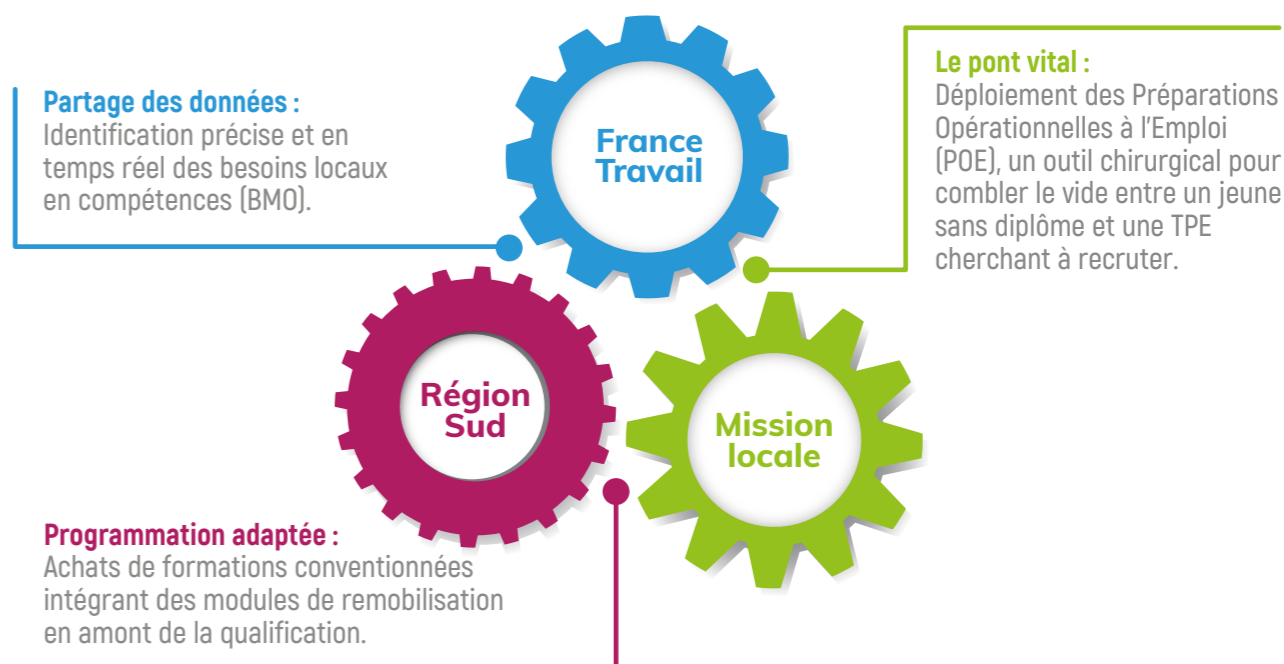 Partage des données :
Identification précise et en
temps réel des besoins locaux
en compétences (BMO).
France
Travail
Le pont vital :
Déploiement des Préparations
Opérationnelles à l'Emploi
(POE), un outil chirurgical pour
combler le vide entre un jeune
sans diplôme et une TPE
cherchant à recruter.
Région
Sud
Mission
locale
Programmation adaptée :
Achats de formations conventionnées
intégrant des modules de remobilisation
en amont de la qualification.